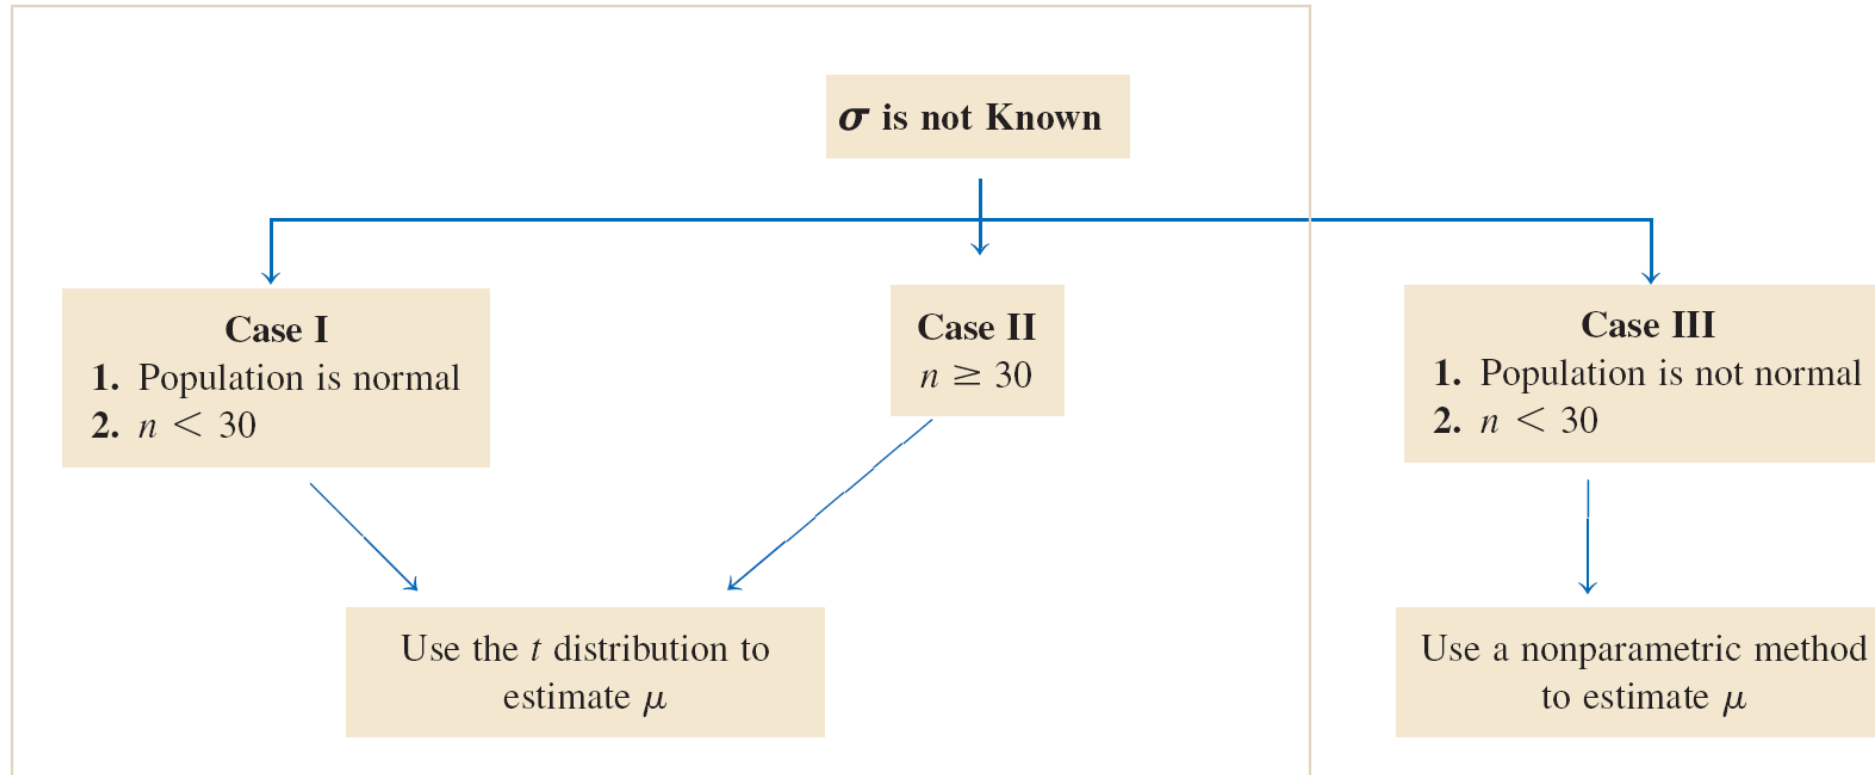 σ is not Known
Case I
1. Population is normal
2. n < 30
Case II
n ≥ 30
Case III
1. Population is not normal
2. n < 30
Use the t distribution to
estimate μ
Use a nonparametric method
to estimate μ